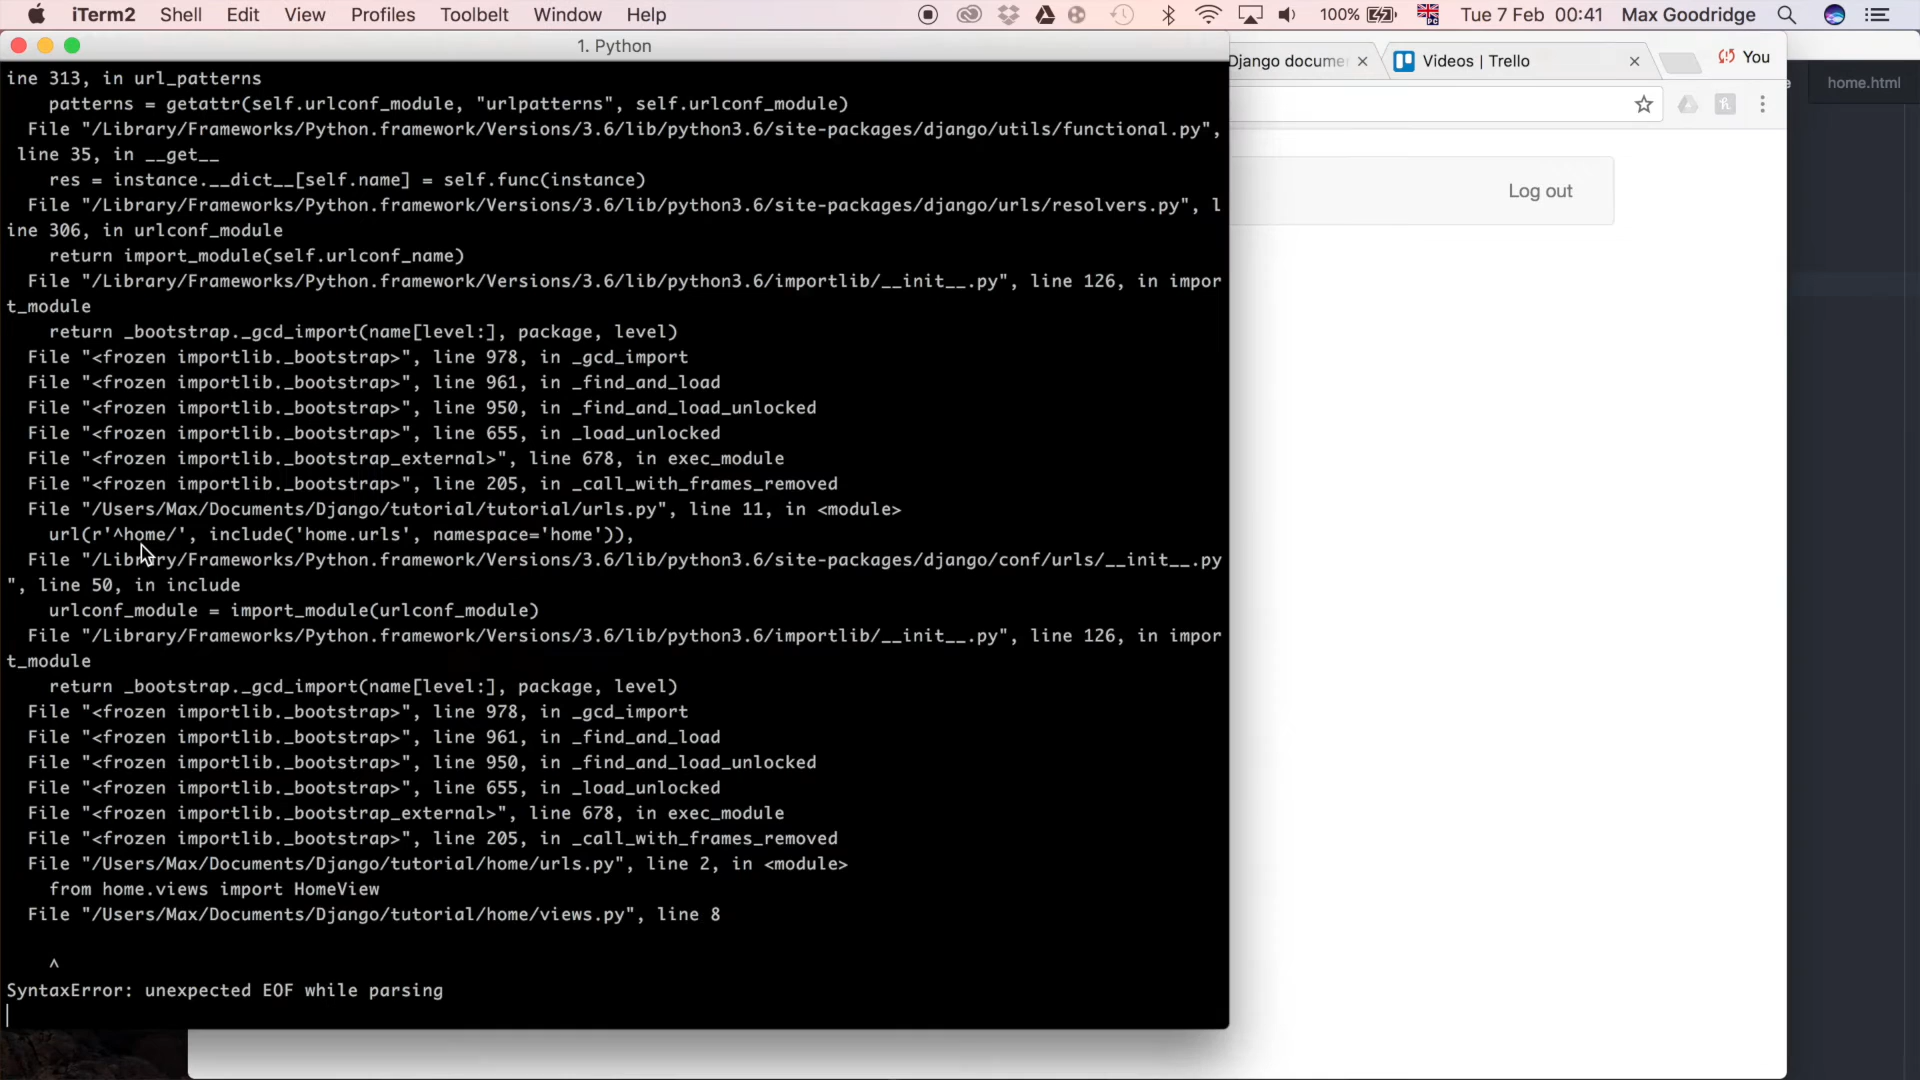 iTerm2 Shell Edit View Profiles Toolbelt Window Help 100% Tue 7 Feb 00:41 Max Goodridge
1. Python
Django docume Videos | Trello You
home.html
Log out
ine 313, in url_patterns
patterns = getattr(self.urlconf_module, "urlpatterns", self.urlconf_module)
File "/Library/Frameworks/Python.framework/Versions/3.6/lib/python3.6/site-packages/django/utils/functional.py",
line 35, in __get__
res = instance.__dict__[self.name] = self.func(instance)
File "/Library/Frameworks/Python.framework/Versions/3.6/lib/python3.6/site-packages/django/urls/resolvers.py", l
ine 306, in urlconf_module
return import_module(self.urlconf_name)
File "/Library/Frameworks/Python.framework/Versions/3.6/lib/python3.6/importlib/__init__.py", line 126, in impor
t_module
return _bootstrap._gcd_import(name[level:], package, level)
File "<frozen importlib._bootstrap>", line 978, in _gcd_import
File "<frozen importlib._bootstrap>", line 961, in _find_and_load
File "<frozen importlib._bootstrap>", line 950, in _find_and_load_unlocked
File "<frozen importlib._bootstrap>", line 655, in _load_unlocked
File "<frozen importlib._bootstrap_external>", line 678, in exec_module
File "<frozen importlib._bootstrap>", line 205, in _call_with_frames_removed
File "/Users/Max/Documents/Django/tutorial/tutorial/urls.py", line 11, in <module>
url(r'^home/', include('home.urls', namespace='home')),
File "/Library/Frameworks/Python.framework/Versions/3.6/lib/python3.6/site-packages/django/conf/urls/__init__.py
", line 50, in include
urlconf_module = import_module(urlconf_module)
File "/Library/Frameworks/Python.framework/Versions/3.6/lib/python3.6/importlib/__init__.py", line 126, in impor
t_module
return _bootstrap._gcd_import(name[level:], package, level)
File "<frozen importlib._bootstrap>", line 978, in _gcd_import
File "<frozen importlib._bootstrap>", line 961, in _find_and_load
File "<frozen importlib._bootstrap>", line 950, in _find_and_load_unlocked
File "<frozen importlib._bootstrap>", line 655, in _load_unlocked
File "<frozen importlib._bootstrap_external>", line 678, in exec_module
File "<frozen importlib._bootstrap>", line 205, in _call_with_frames_removed
File "/Users/Max/Documents/Django/tutorial/home/urls.py", line 2, in <module>
from home.views import HomeView
File "/Users/Max/Documents/Django/tutorial/home/views.py", line 8
^
SyntaxError: unexpected EOF while parsing